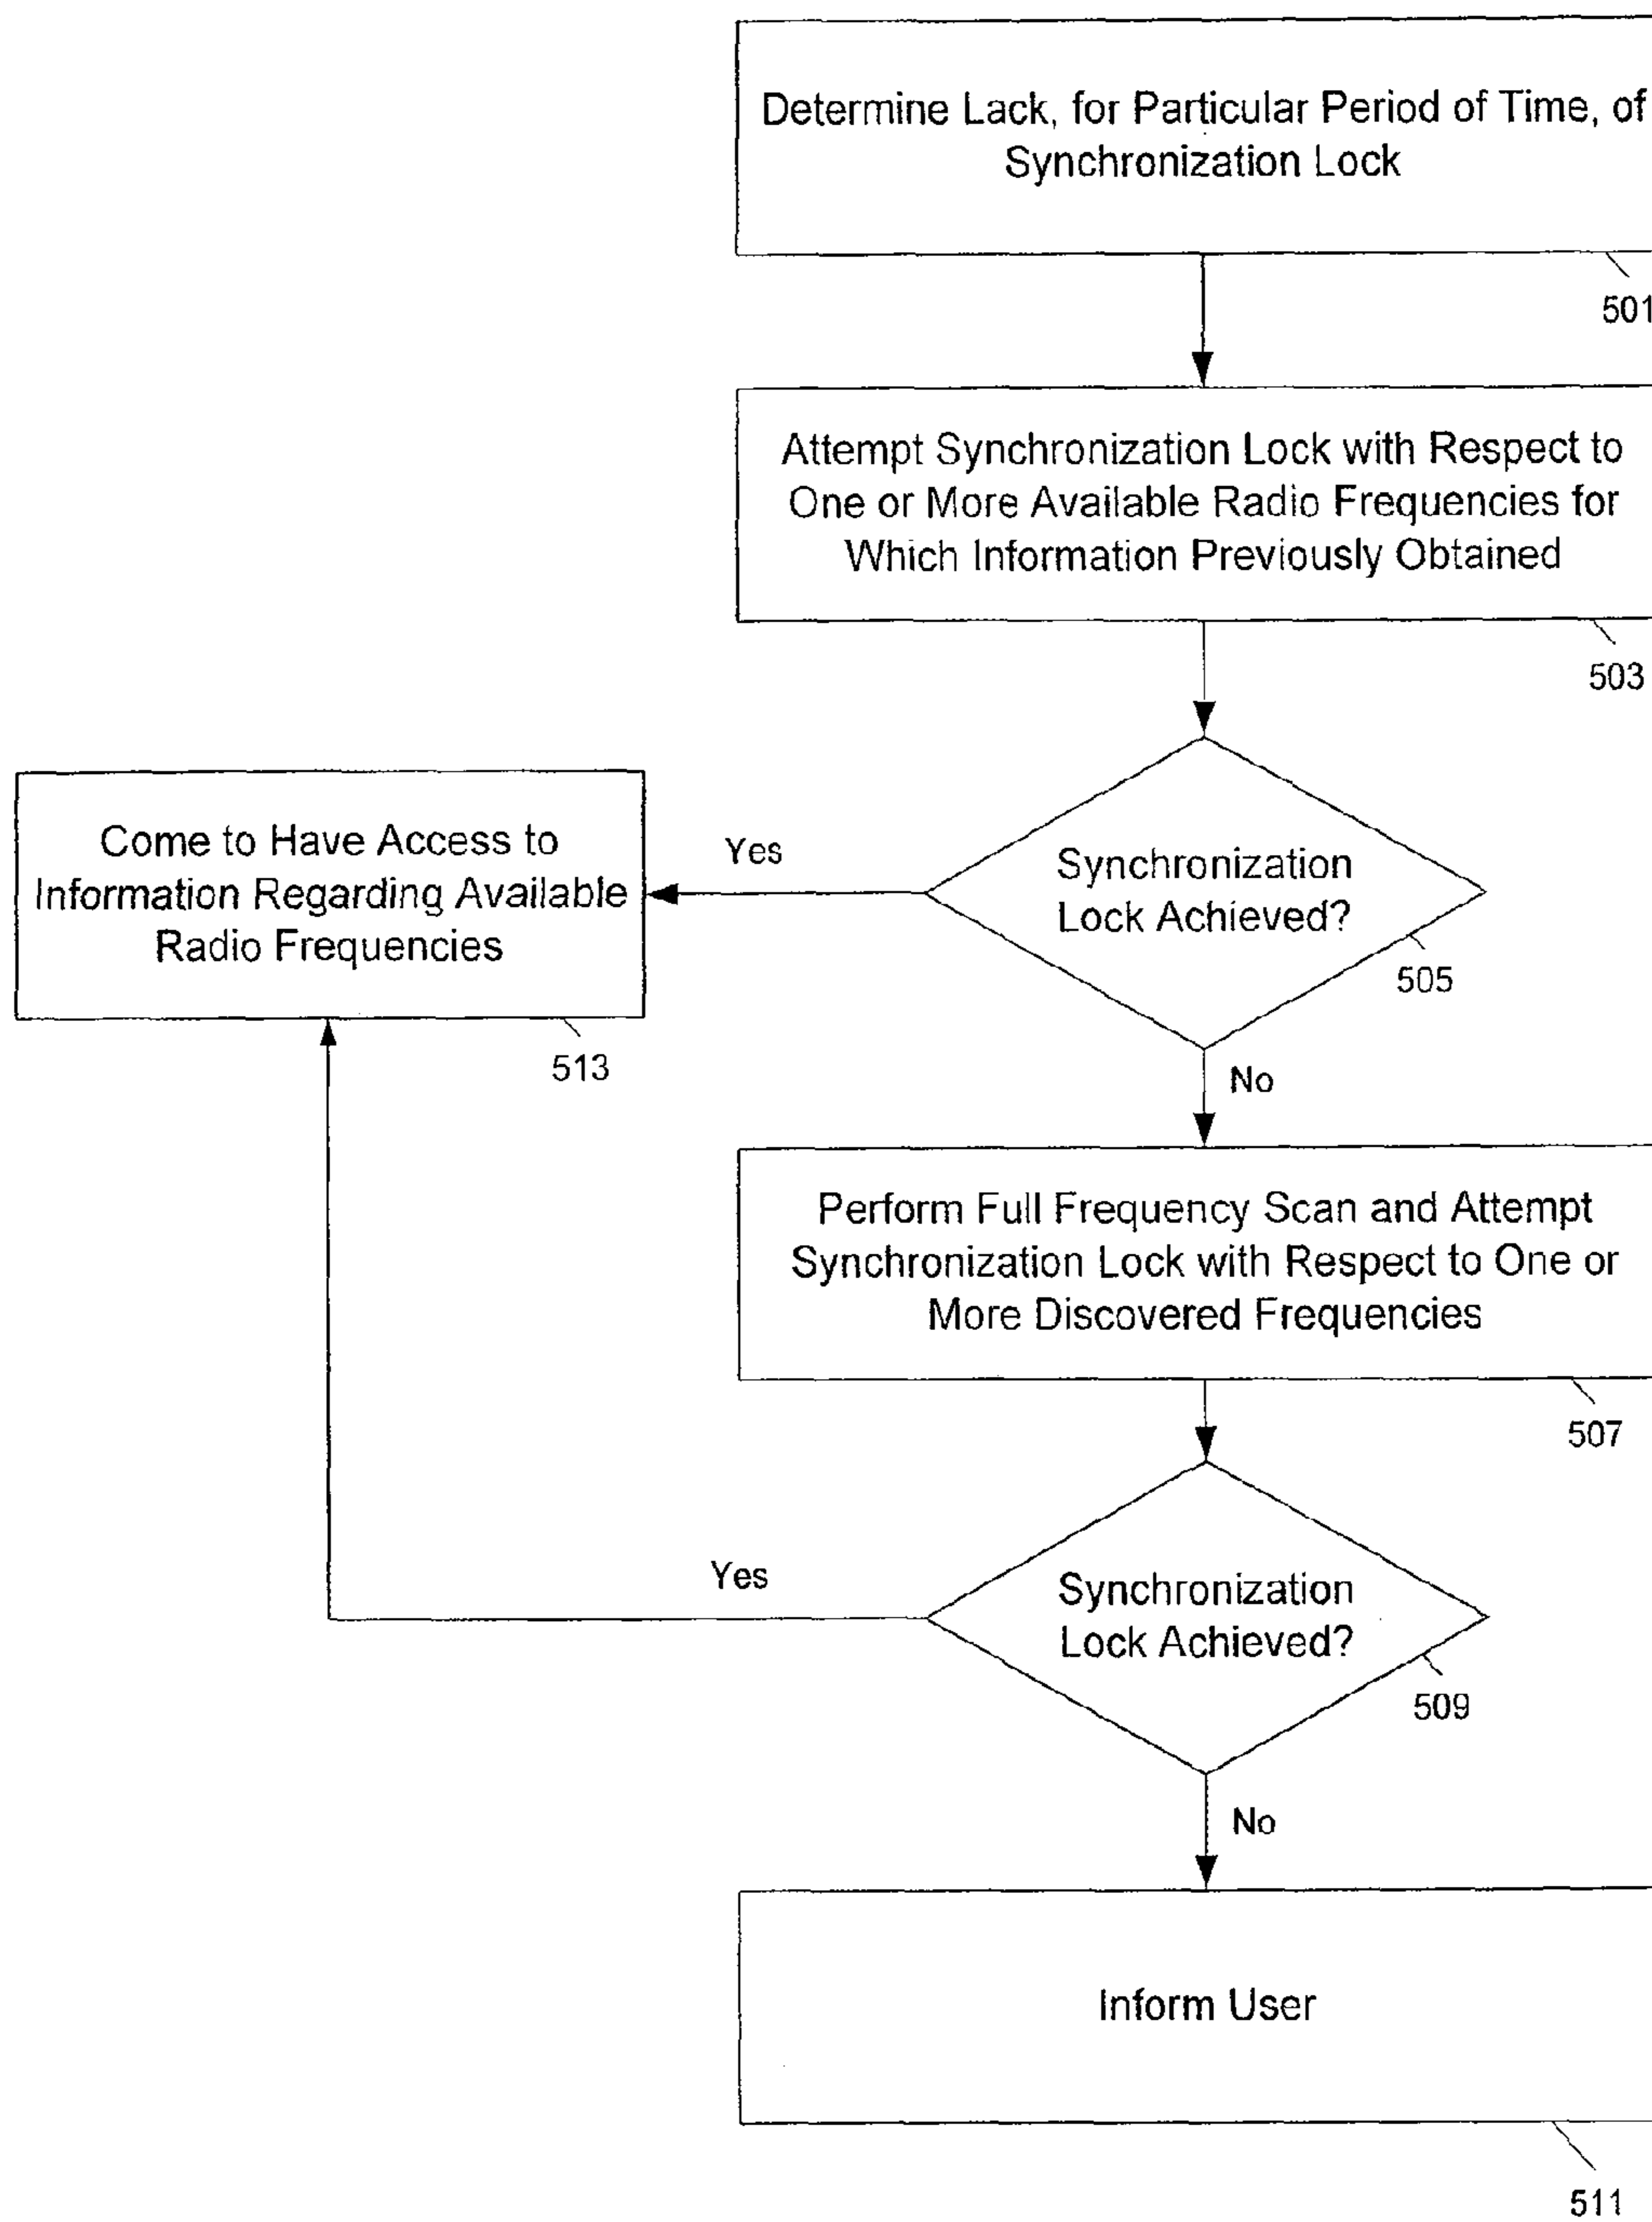 Determine Lack, for Particular Period of Time, of
Synchronization Lock
501
Attempt Synchronization Lock with Respect to
One or More Available Radio Frequencies for
Which Information Previously Obtained
503
Synchronization
Lock Achieved?
505
Yes
Come to Have Access to
Information Regarding Available
Radio Frequencies
513
No
Perform Full Frequency Scan and Attempt
Synchronization Lock with Respect to One or
More Discovered Frequencies
507
Synchronization
Lock Achieved?
509
Yes
No
Inform User
511